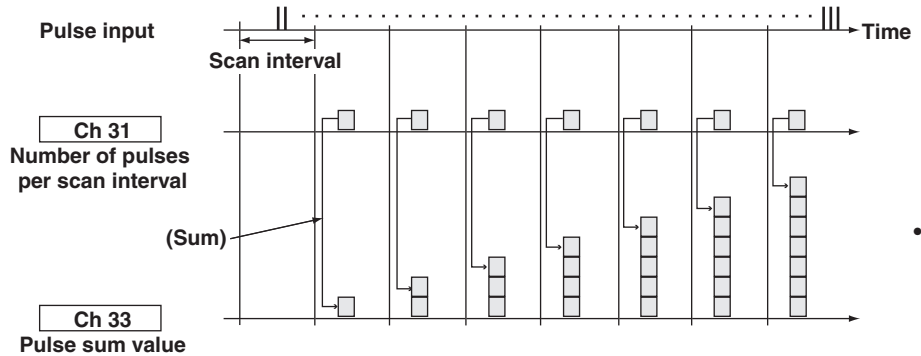 Pulse input
Time
Scan interval
Ch 31
Number of pulses
per scan interval
(Sum)
Ch 33
Pulse sum value